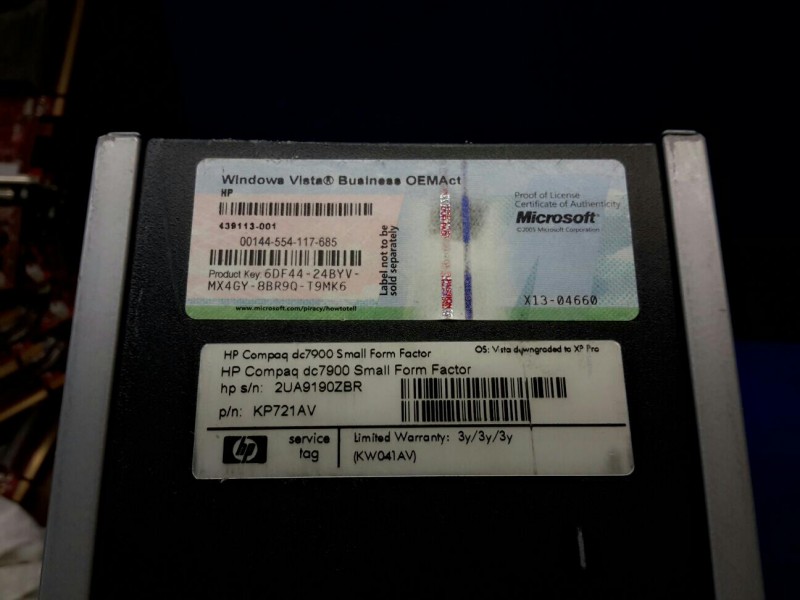 Windows Vista® Business OEMAct
HP
439113-001
00144-554-117-685
Product Key: 6DF44-24BYV-
MX4GY-8BR9Q-T9MK6
www.microsoft.com/piracy/howtotell
Label not to be
sold separately
Proof of License
Certificate of Authenticity
Microsoft®
©2005 Microsoft Corporation
X13-04660
HP Compaq dc7900 Small Form Factor OS: Vista downgraded to XP Pro
HP Compaq dc7900 Small Form Factor
hp s/n: 2UA9190ZBR
p/n: KP721AV
hp service tag
Limited Warranty: 3y/3y/3y
(KW041AV)